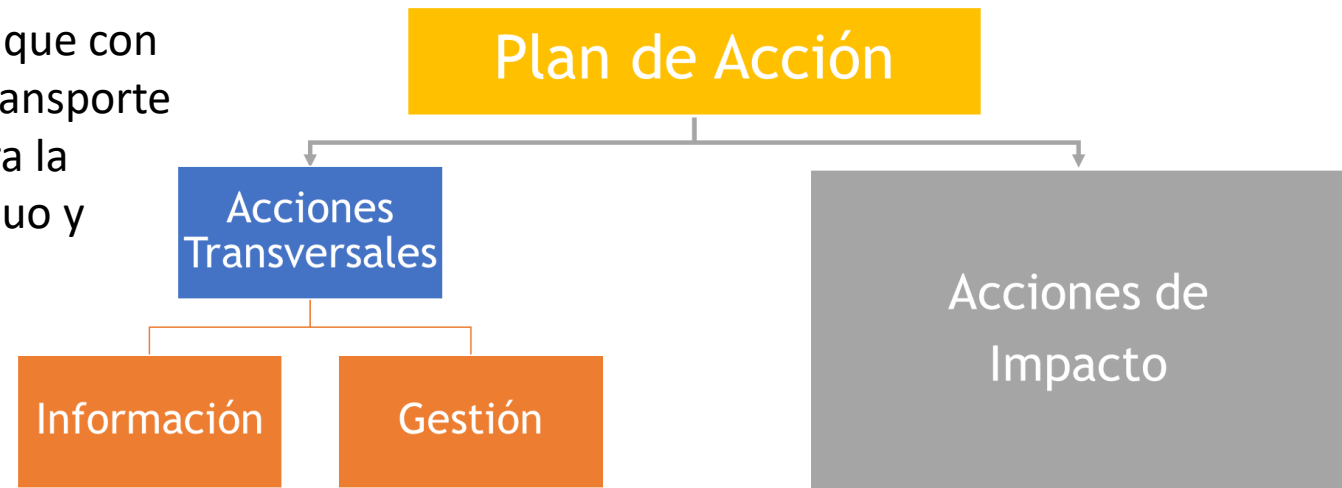 que con
ansporte
a la
uo y
Plan de Acción
Acciones
Transversales
Información
Gestión
Acciones de
Impacto